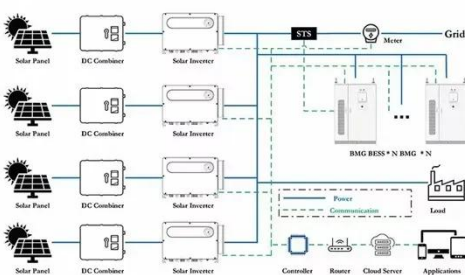 STS
Meter
Grid
Solar Panel DC Combiner Solar Inverter
Solar Panel DC Combiner Solar Inverter
BMG BESS * N BMG * N
Solar Panel DC Combiner Solar Inverter
Power
Communication
Load
Solar Panel DC Combiner Solar Inverter
Controller Router Cloud Server Applications